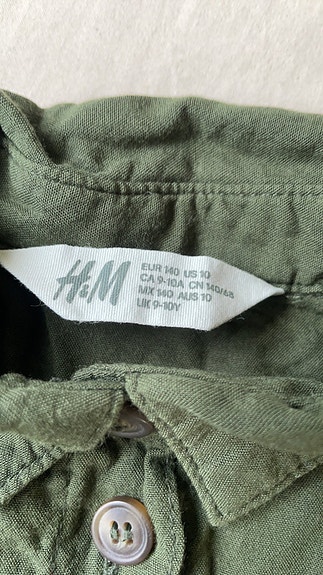 H&M
EUR 140 US 10
CA 9-10A CN 140/68
MX 140 AUS 10
UK 9-10Y